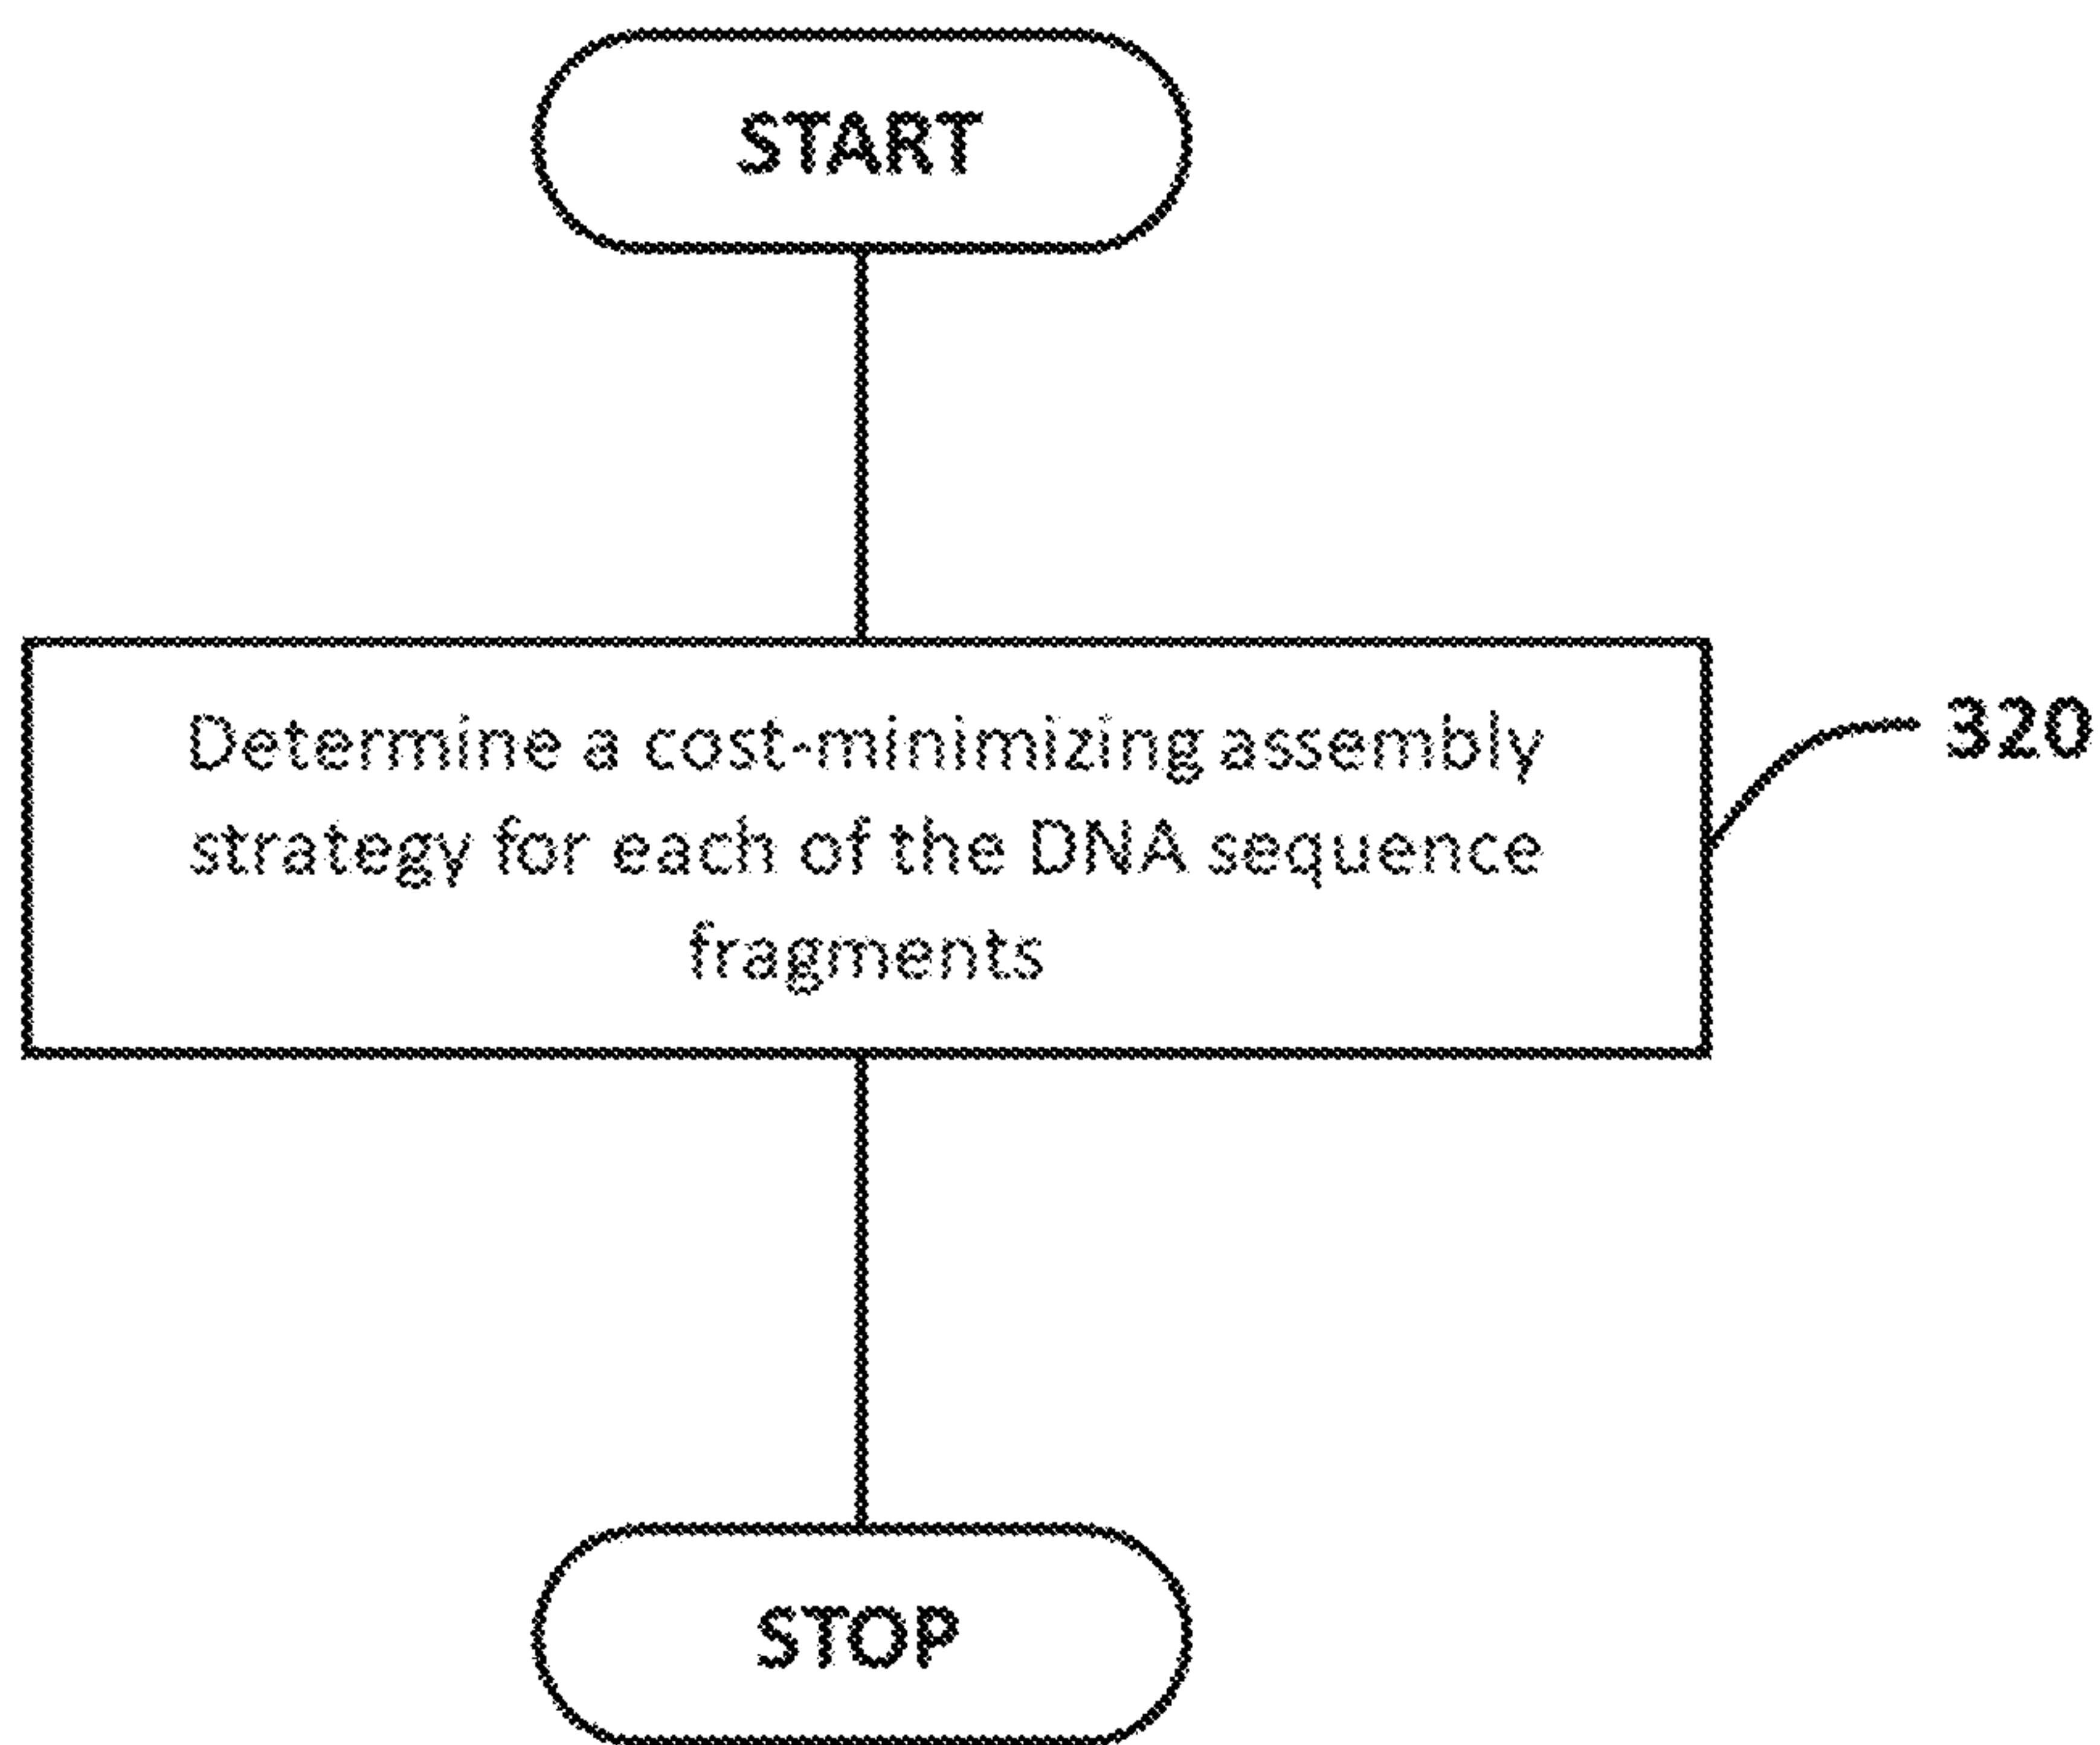 START
Determine a cost-minimizing assembly
320
strategy for each of the DNA sequence
fragments
STOP